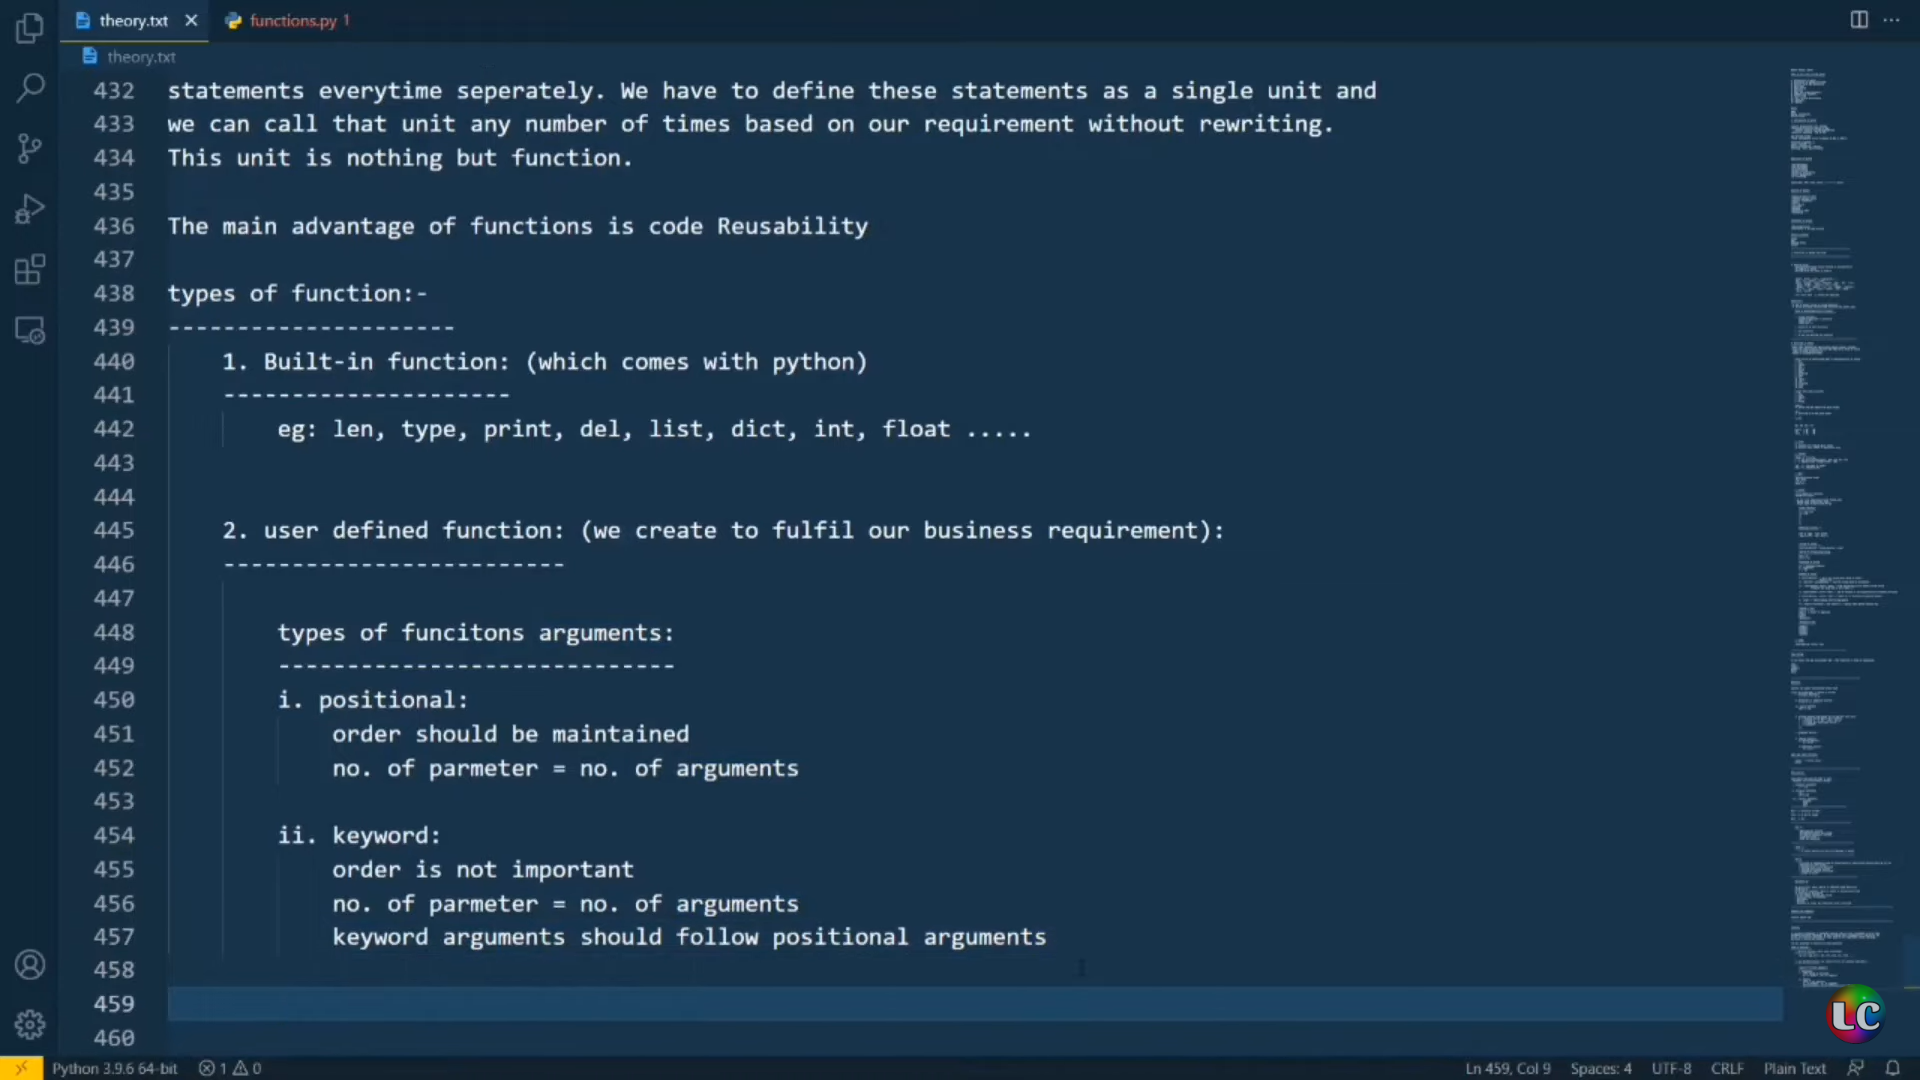 theory.txt
functions.py 1
theory.txt
432 statements everytime seperately. We have to define these statements as a single unit and
433 we can call that unit any number of times based on our requirement without rewriting.
434 This unit is nothing but function.
435
436 The main advantage of functions is code Reusability
437
438 types of function:-
439 ---------------------
440 1. Built-in function: (which comes with python)
441 ---------------------
442 eg: len, type, print, del, list, dict, int, float .....
443
444
445 2. user defined function: (we create to fulfil our business requirement):
446 -------------------------
447
448 types of funcitons arguments:
449 -----------------------------
450 i. positional:
451 order should be maintained
452 no. of parmeter = no. of arguments
453
454 ii. keyword:
455 order is not important
456 no. of parmeter = no. of arguments
457 keyword arguments should follow positional arguments
458
459
460
LC
Python 3.9.6 64-bit 1 0 Ln 459, Col 9 Spaces: 4 UTF-8 CRLF Plain Text